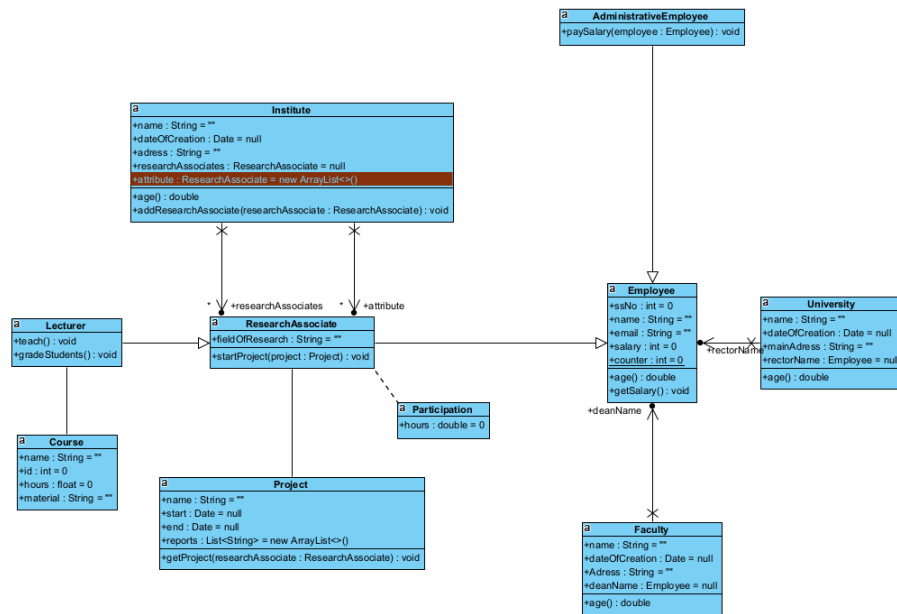 a
AdministrativeEmployee
+paySalary(employee : Employee) : void
a
Institute
+name : String = ""
+dateOfCreation : Date = null
+adress : String = ""
+researchAssociates : ResearchAssociate = null
+attribute : ResearchAssociate = new ArrayList<>()
+age() : double
+addResearchAssociate(researchAssociate : ResearchAssociate) : void
* +researchAssociates
* +attribute
a
Lecturer
+teach() : void
+gradeStudents() : void
a
ResearchAssociate
+fieldOfResearch : String = ""
+startProject(project : Project) : void
a
Employee
+ssNo : int = 0
+name : String = ""
+email : String = ""
+salary : int = 0
+counter : int = 0
+age() : double
+getSalary() : void
+rectorName
a
University
+name : String = ""
+dateOfCreation : Date = null
+mainAdress : String = ""
+rectorName : Employee = null
+age() : double
+deanName
a
Participation
+hours : double = 0
a
Course
+name : String = ""
+id : int = 0
+hours : float = 0
+material : String = ""
a
Project
+name : String = ""
+start : Date = null
+end : Date = null
+reports : List<String> = new ArrayList<>()
+getProject(researchAssociate : ResearchAssociate) : void
a
Faculty
+name : String = ""
+dateOfCreation : Date = null
+Adress : String = ""
+deanName : Employee = null
+age() : double